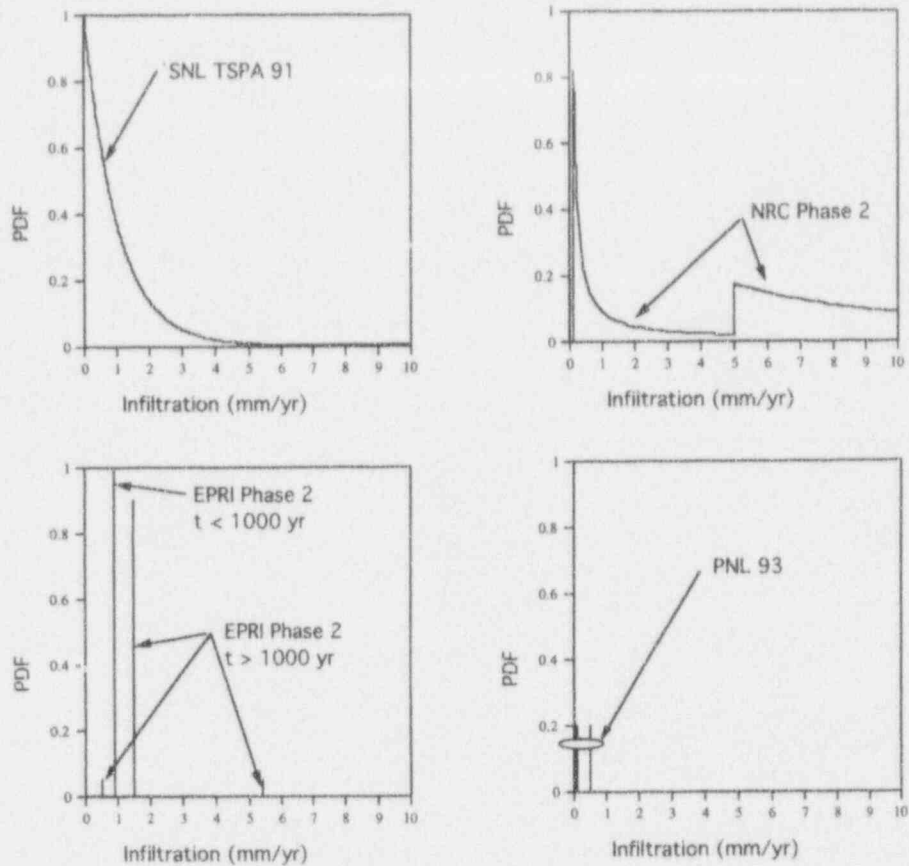 1
0.8
0.6
0.4
0.2
0
PDF
SNL TSPA 91
0 1 2 3 4 5 6 7 8 9 10
Infiltration (mm/yr)
1
0.8
0.6
0.4
0.2
0
PDF
NRC Phase 2
0 1 2 3 4 5 6 7 8 9 10
Infiltration (mm/yr)
1
0.8
0.6
0.4
0.2
0
PDF
EPRI Phase 2
t < 1000 yr
EPRI Phase 2
t > 1000 yr
0 1 2 3 4 5 6 7 8 9 10
Infiltration (mm/yr)
1
0.8
0.6
0.4
0.2
0
PDF
PNL 93
0 1 2 3 4 5 6 7 8 9 10
Infiltration (mm/yr)